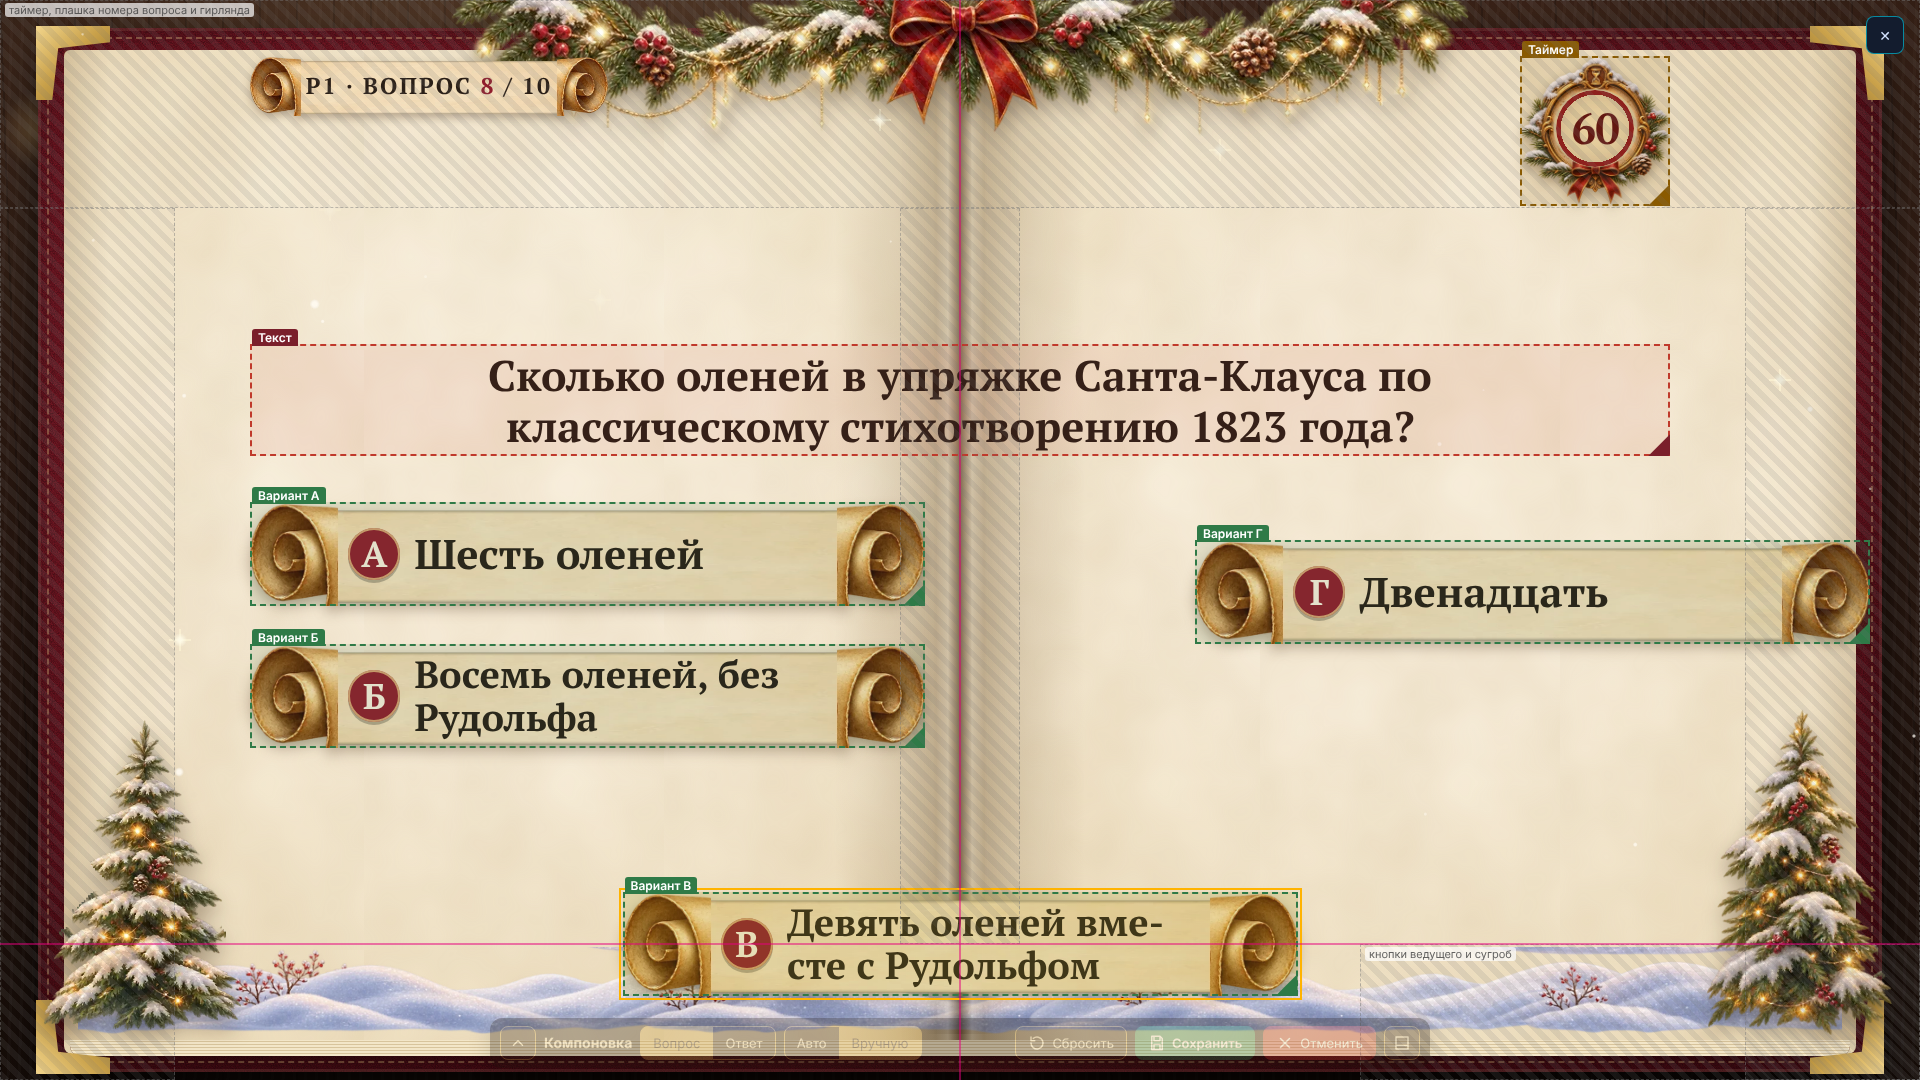 таймер, плашка номера вопроса и гирлянда
×
Р1 · ВОПРОС 8 / 10
Таймер
60
Текст
Сколько оленей в упряжке Санта-Клауса по
классическому стихотворению 1823 года?
Вариант А
А Шесть оленей
Вариант Г
Г Двенадцать
Вариант Б
Б Восемь оленей, без
Рудольфа
Вариант В
В Девять оленей вме-
сте с Рудольфом
кнопки ведущего и сугроб
Компоновка Вопрос Ответ Авто Вручную Сбросить Сохранить Отменить